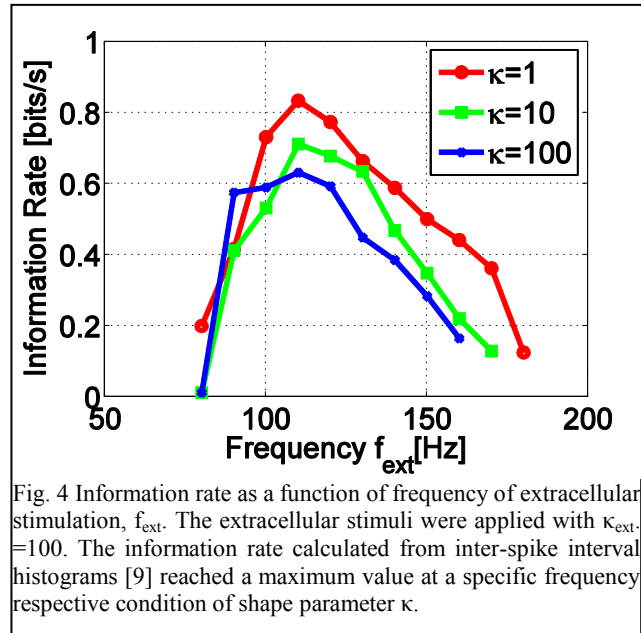 1
0.8
0.6
0.4
0.2
0
Information Rate [bits/s]
κ=1
κ=10
κ=100
50 100 150 200
Frequency f_ext[Hz]
Fig. 4 Information rate as a function of frequency of extracellular
stimulation, f_ext. The extracellular stimuli were applied with κ_ext.
=100. The information rate calculated from inter-spike interval
histograms [9] reached a maximum value at a specific frequency
respective condition of shape parameter κ.